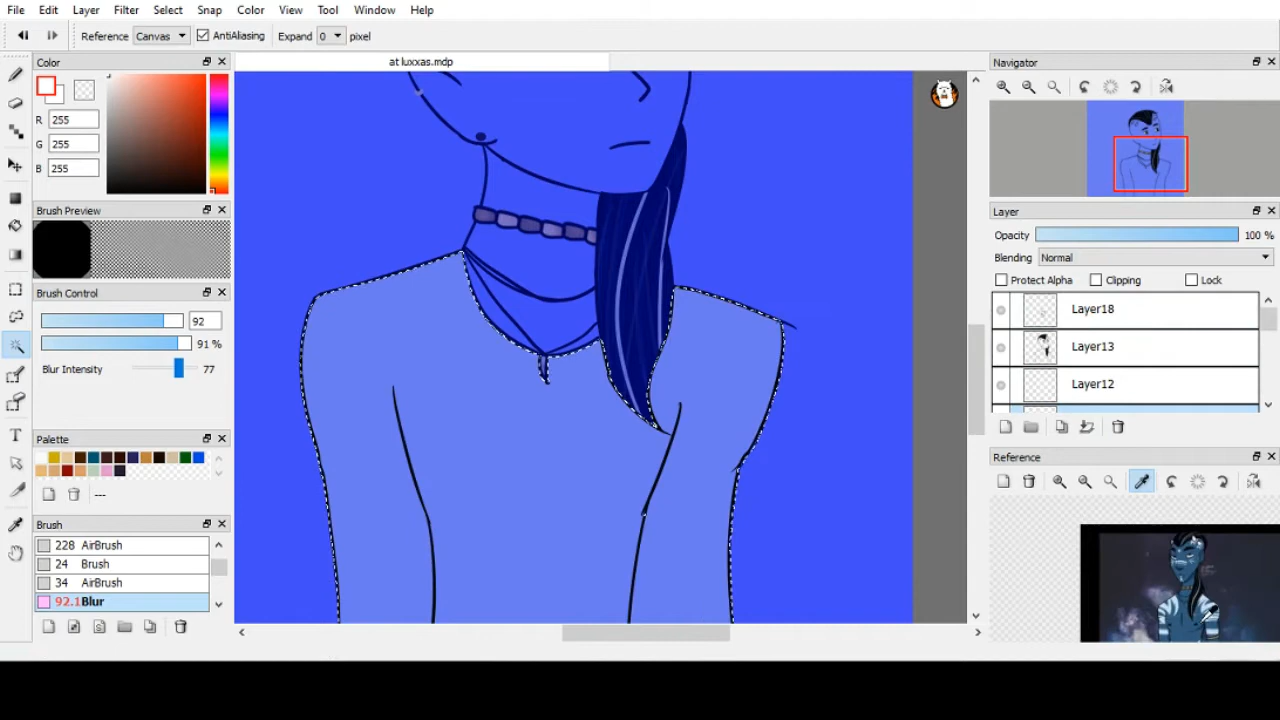 File Edit Layer Filter Select Snap Color View Tool Window Help
Reference Canvas AntiAliasing Expand 0 pixel
Color
at luxxas.mdp
Navigator
R 255
G 255
B 255
Brush Preview
Layer
Opacity 100 %
Blending Normal
Protect Alpha Clipping Lock
Brush Control
92
91 %
Blur Intensity 77
Layer18
Layer13
Layer12
Palette
Reference
T
---
Brush
228 AirBrush
24 Brush
34 AirBrush
92.1 Blur